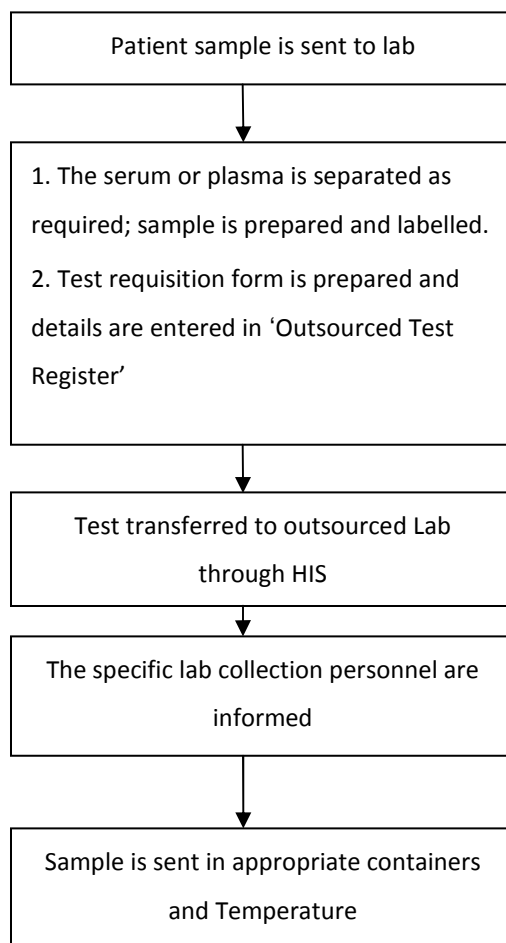 Patient sample is sent to lab
1. The serum or plasma is separated as
required; sample is prepared and labelled.
2. Test requisition form is prepared and
details are entered in ‘Outsourced Test
Register’
Test transferred to outsourced Lab
through HIS
The specific lab collection personnel are
informed
Sample is sent in appropriate containers
and Temperature